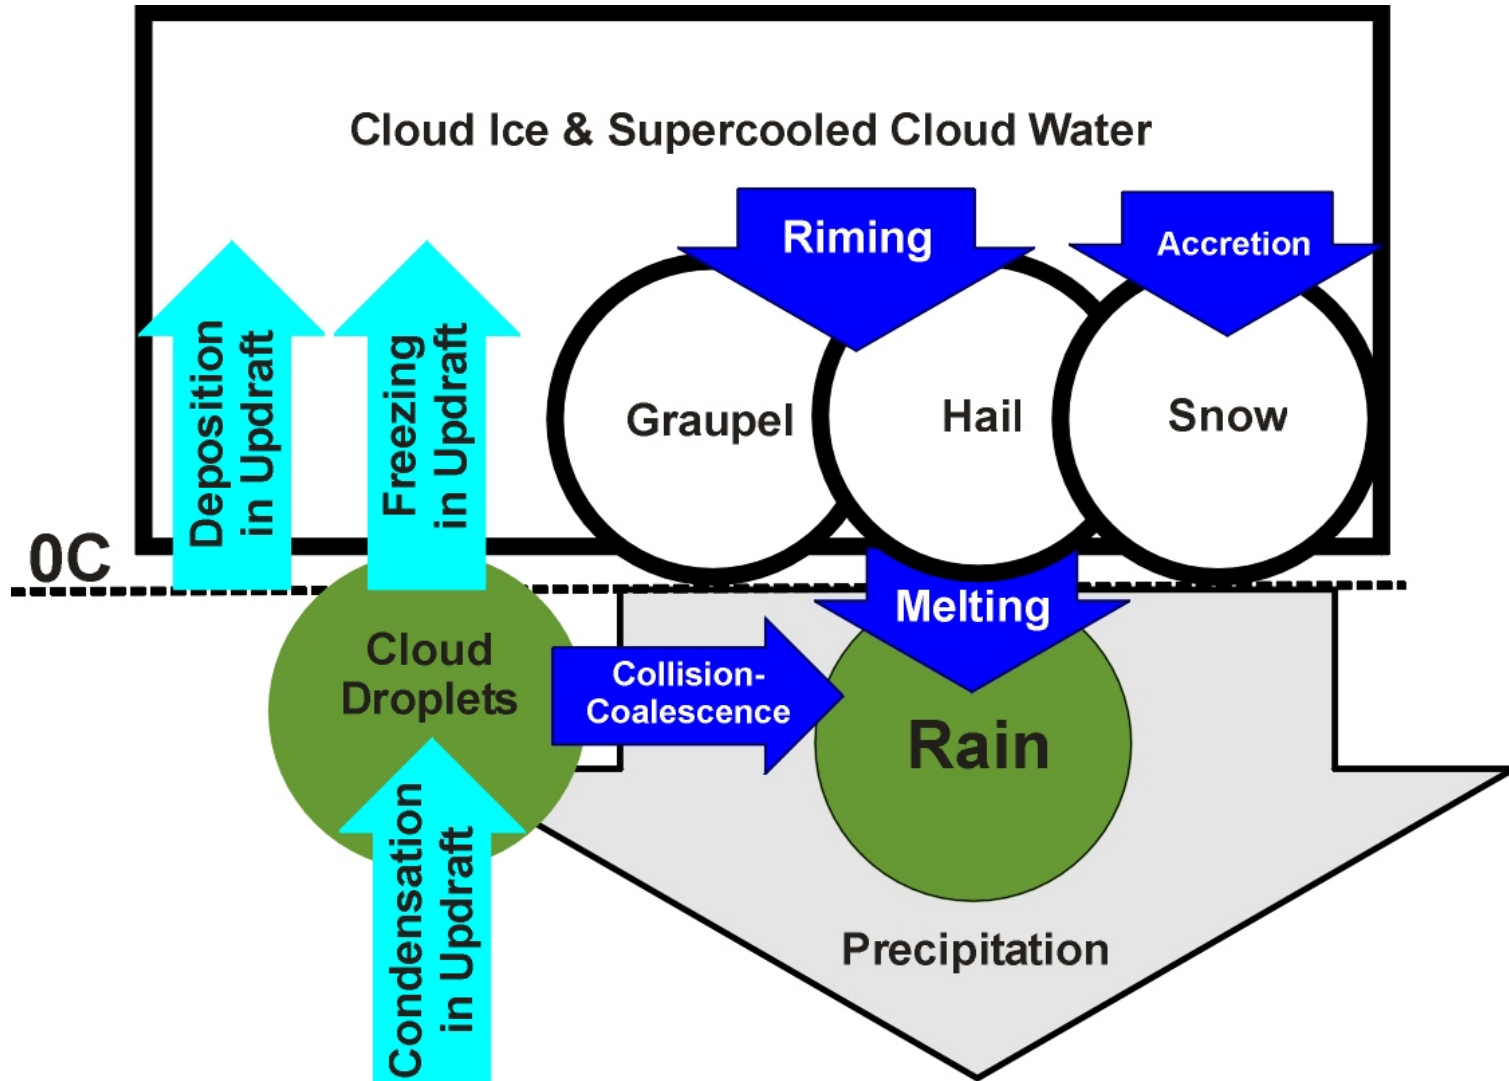 Cloud Ice & Supercooled Cloud Water
Riming
Accretion
Deposition
in Updraft
Freezing
in Updraft
Graupel
Hail
Snow
0C
Melting
Cloud
Droplets
Collision-
Coalescence
Rain
Condensation
in Updraft
Precipitation